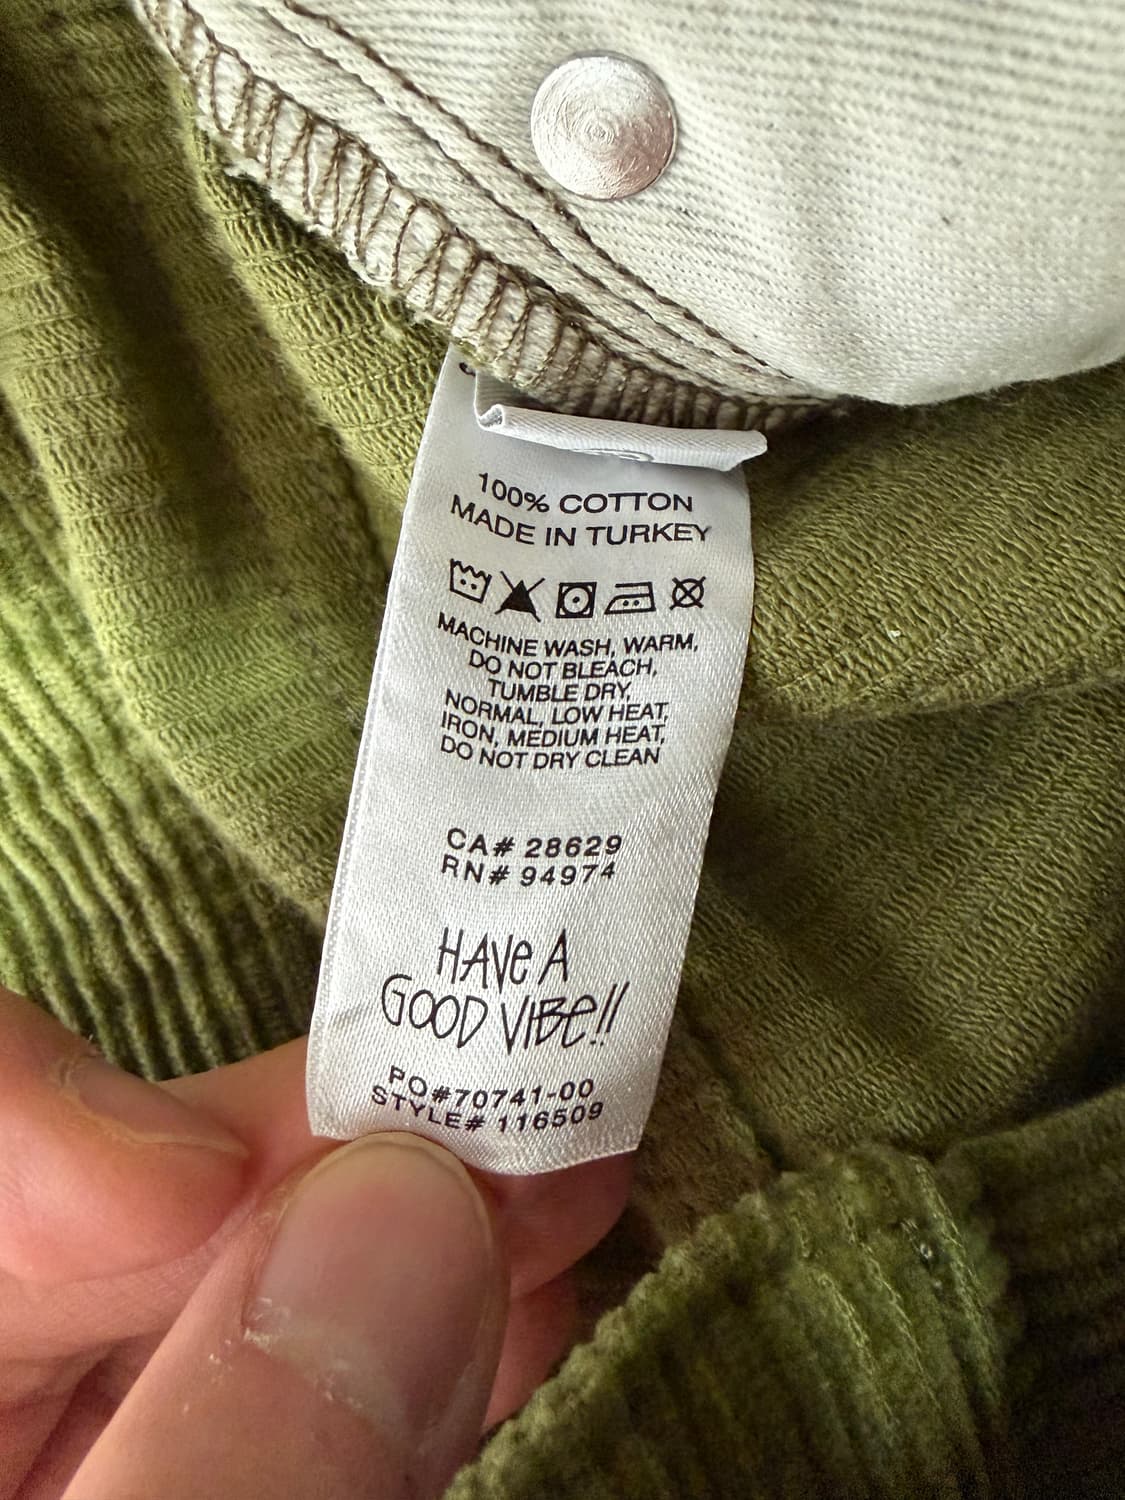 100% COTTON
MADE IN TURKEY
MACHINE WASH, WARM,
DO NOT BLEACH,
TUMBLE DRY,
NORMAL, LOW HEAT,
IRON, MEDIUM HEAT,
DO NOT DRY CLEAN
CA# 28629
RN# 94974
HAVE A
GOOD VIBE!!
PO#70741-00
STYLE# 116509